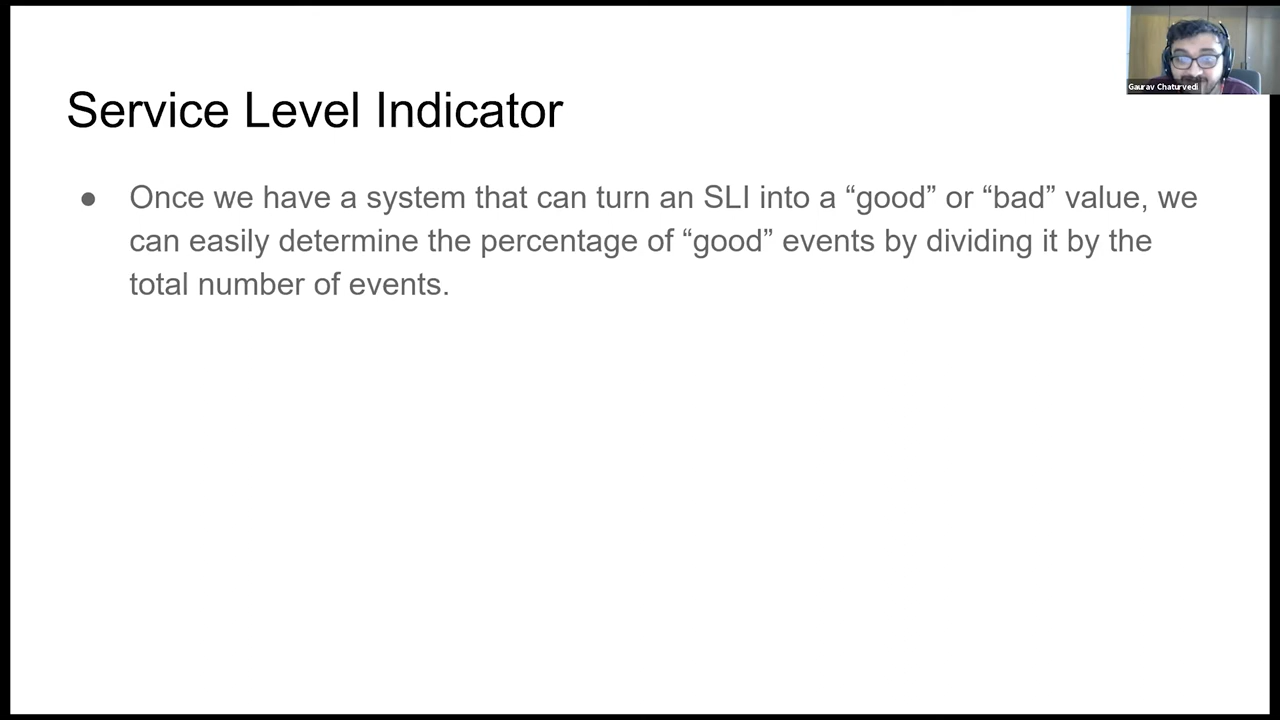 Gaurav Chaturvedi
Service Level Indicator
● Once we have a system that can turn an SLI into a “good” or “bad” value, we
can easily determine the percentage of “good” events by dividing it by the
total number of events.